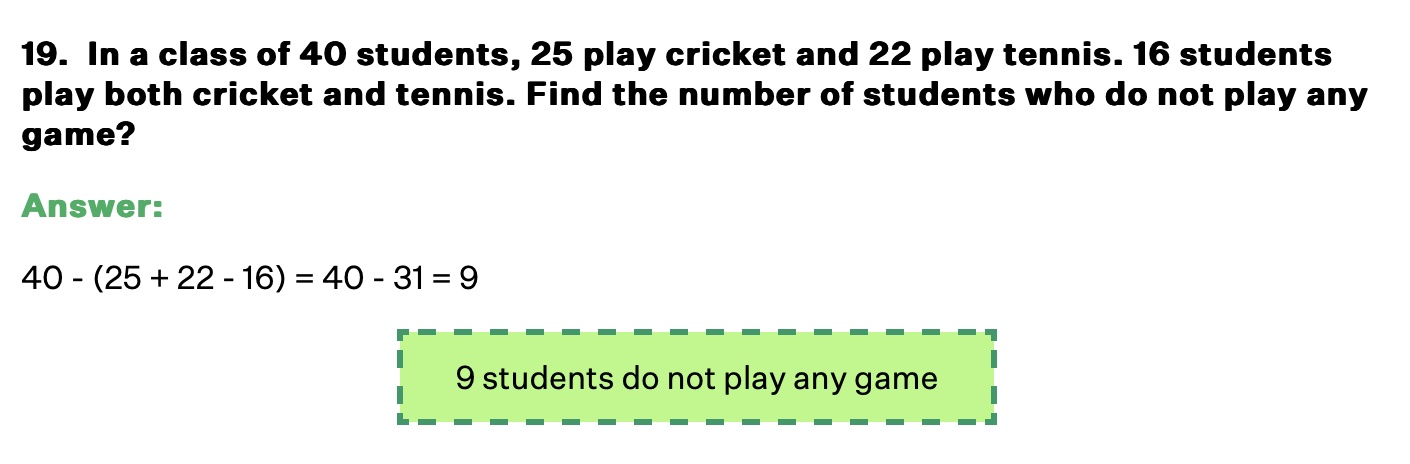 19. In a class of 40 students, 25 play cricket and 22 play tennis. 16 students
play both cricket and tennis. Find the number of students who do not play any
game?
Answer:
40 - (25 + 22 - 16) = 40 - 31 = 9
9 students do not play any game